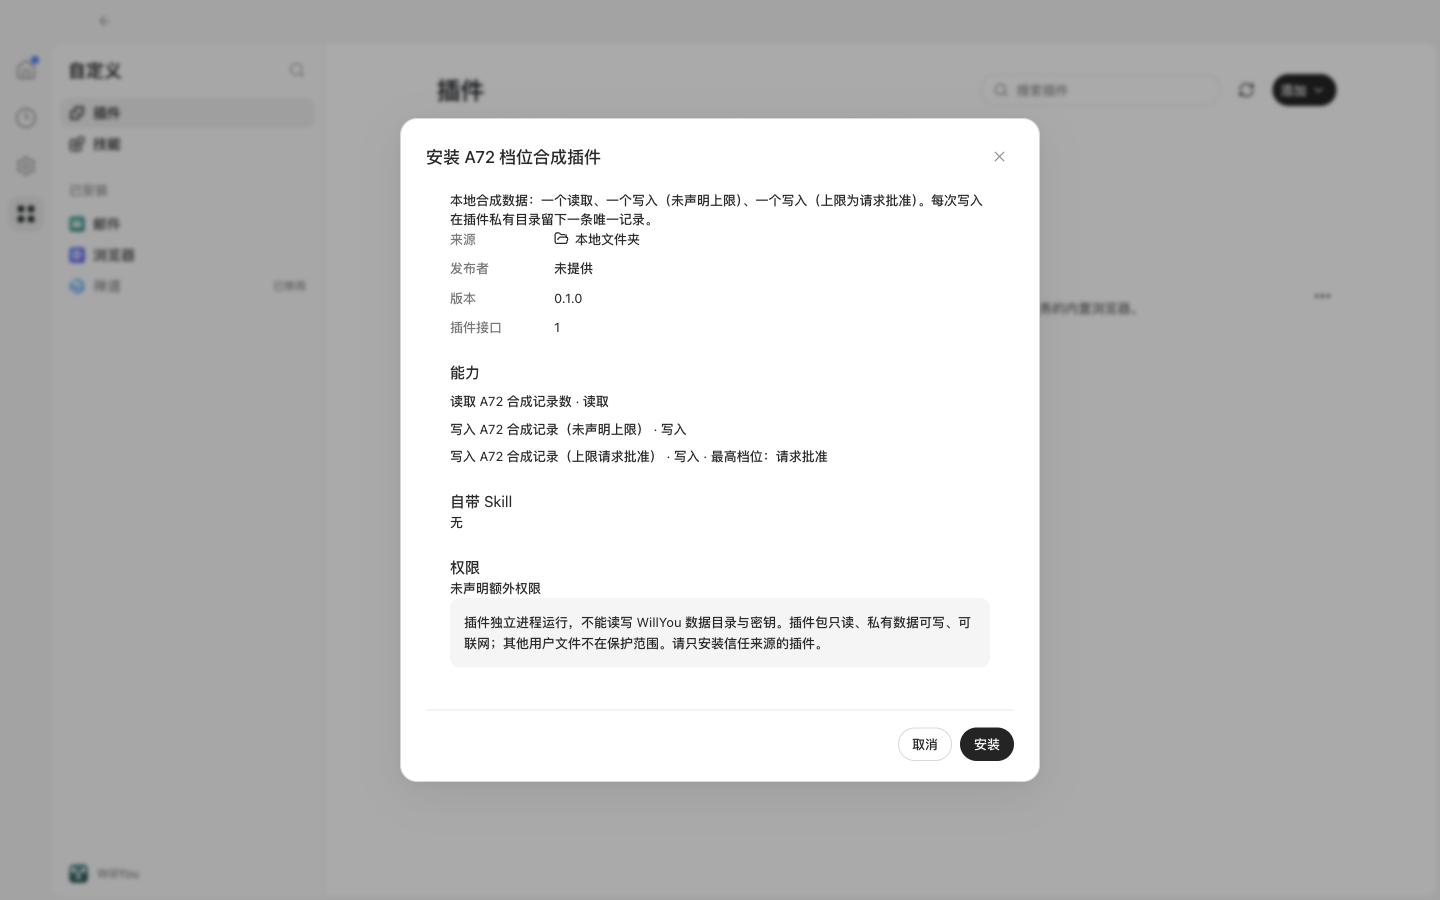 自定义
插件
搜索插件
添加
插件
技能
已安装
邮件
浏览器
已停用
务的内置浏览器。
安装 A72 档位合成插件
本地合成数据：一个读取、一个写入（未声明上限）、一个写入（上限为请求批准）。每次写入
在插件私有目录留下一条唯一记录。
来源 本地文件夹
发布者 未提供
版本 0.1.0
插件接口 1
能力
读取 A72 合成记录数 · 读取
写入 A72 合成记录（未声明上限） · 写入
写入 A72 合成记录（上限请求批准） · 写入 · 最高档位：请求批准
自带 Skill
无
权限
未声明额外权限
插件独立进程运行，不能读写 WillYou 数据目录与密钥。插件包只读、私有数据可写、可
联网；其他用户文件不在保护范围。请只安装信任来源的插件。
取消 安装
WillYou